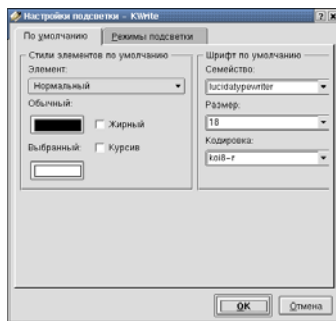 Настройки подсветки - KWrite
По умолчанию
Режимы подсветки
Стили элементов по умолчанию
Элемент:
Нормальный
Обычный:
Жирный
Выбранный:
Курсив
Шрифт по умолчанию
Семейство:
lucidatypewriter
Размер:
18
Кодировка:
koi8-r
OK
Отмена